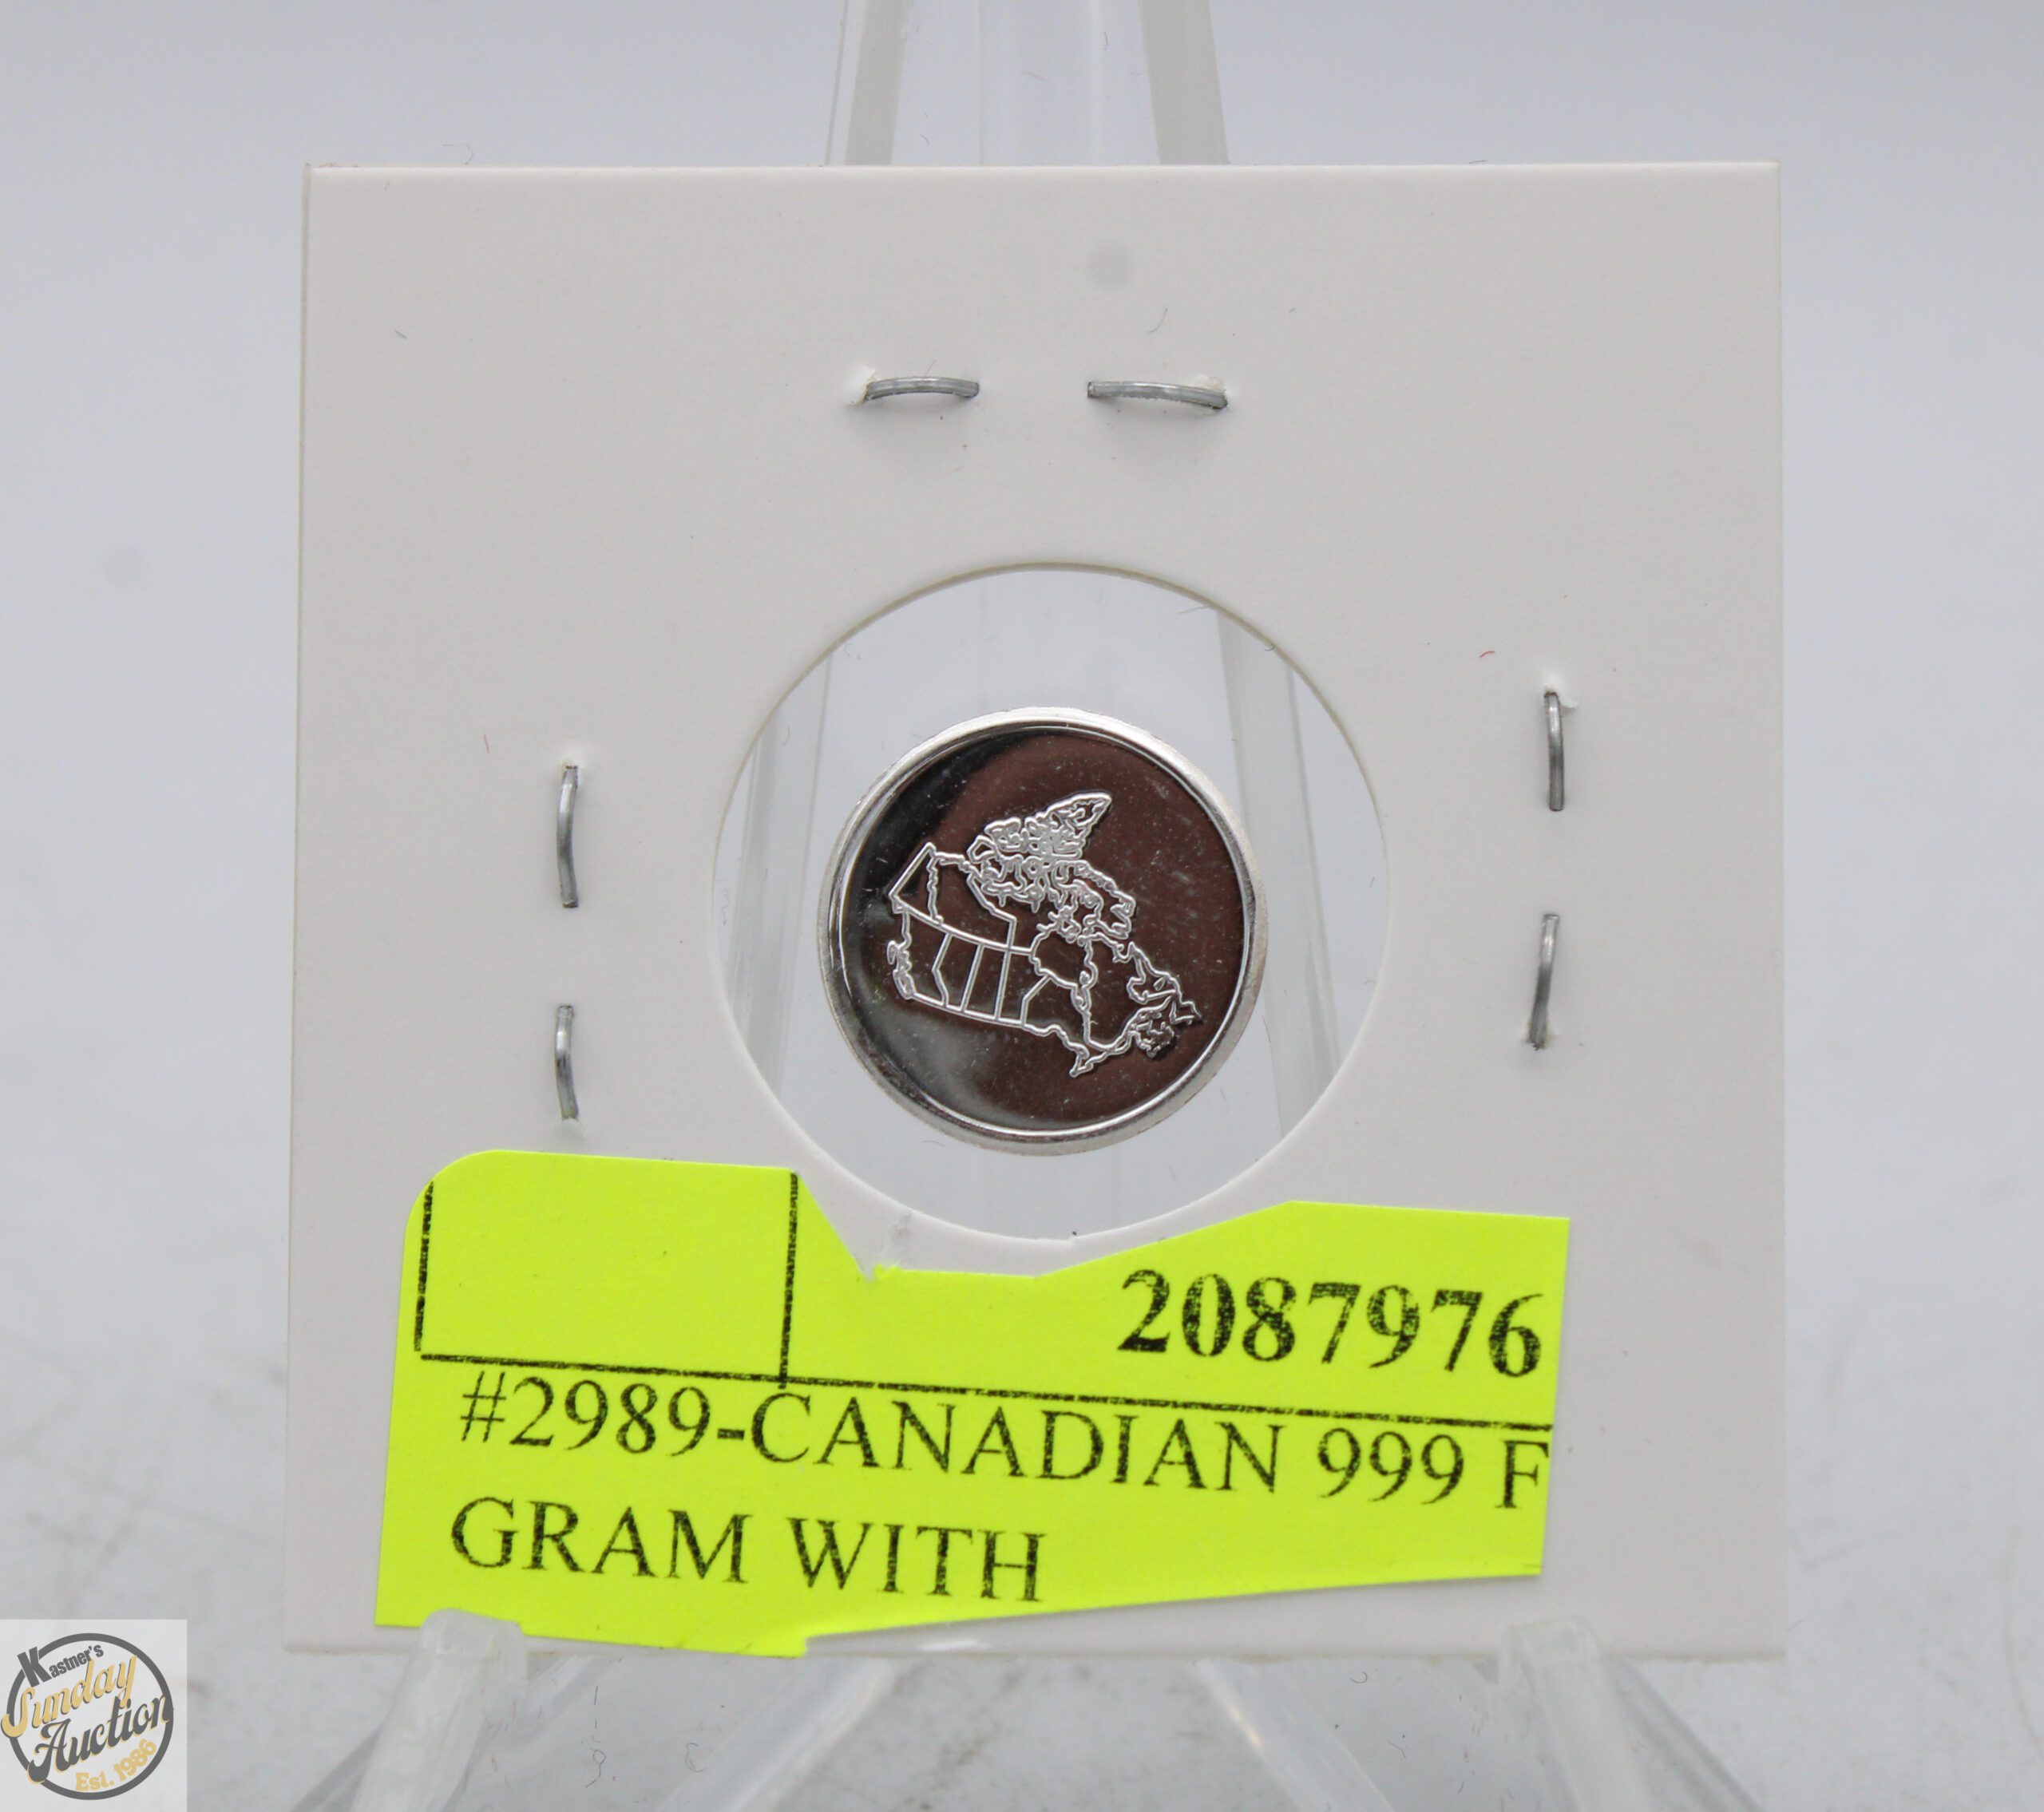 2087976
#2989-CANADIAN 999 F
GRAM WITH
Kastner's
Sunday
Auction
Est. 1986